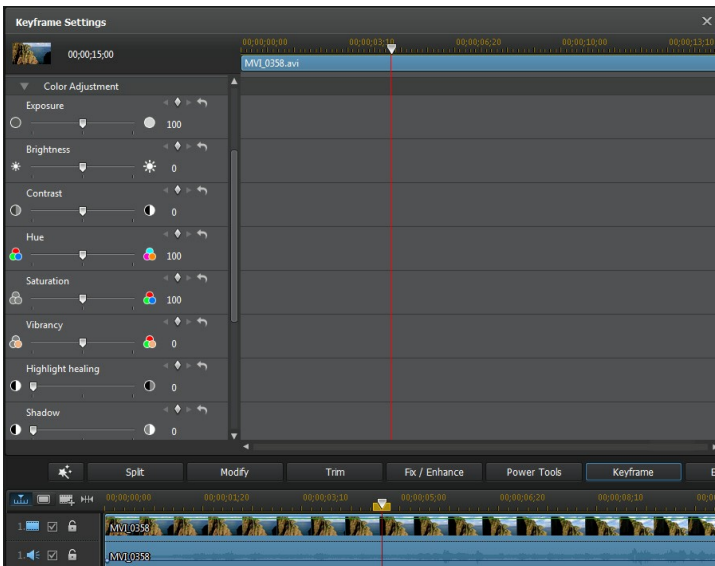 Keyframe Settings
00;00;15;00
00;00;00;00 00;00;03;10 00;00;06;20 00;00;10;00 00;00;13;10
MVI_0358.avi
Color Adjustment
Exposure
100
Brightness
0
Contrast
0
Hue
100
Saturation
100
Vibrancy
0
Highlight healing
0
Shadow
0
Split Modify Trim Fix / Enhance Power Tools Keyframe
00;00;00;00 00;00;01;20 00;00;03;10 00;00;05;00 00;00;06;20 00;00;08;10
1. MVI_0358
1. MVI_0358